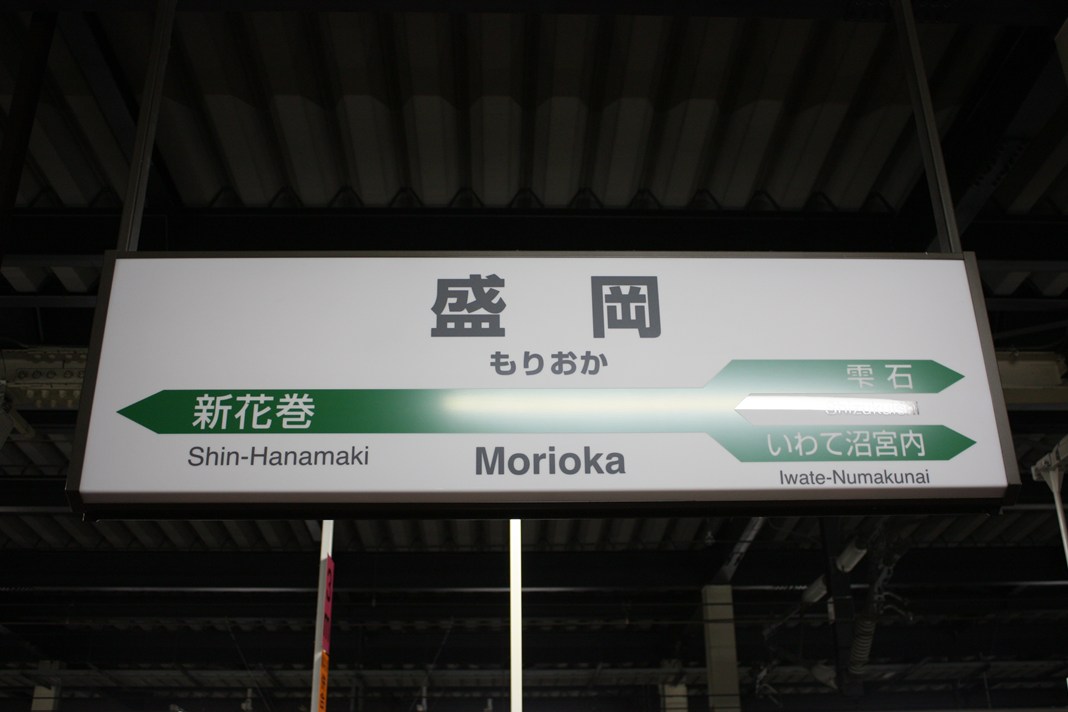 盛岡
もりおか
新花巻
Shin-Hanamaki
Morioka
雫石
Shizukuishi
いわて沼宮内
Iwate-Numakunai